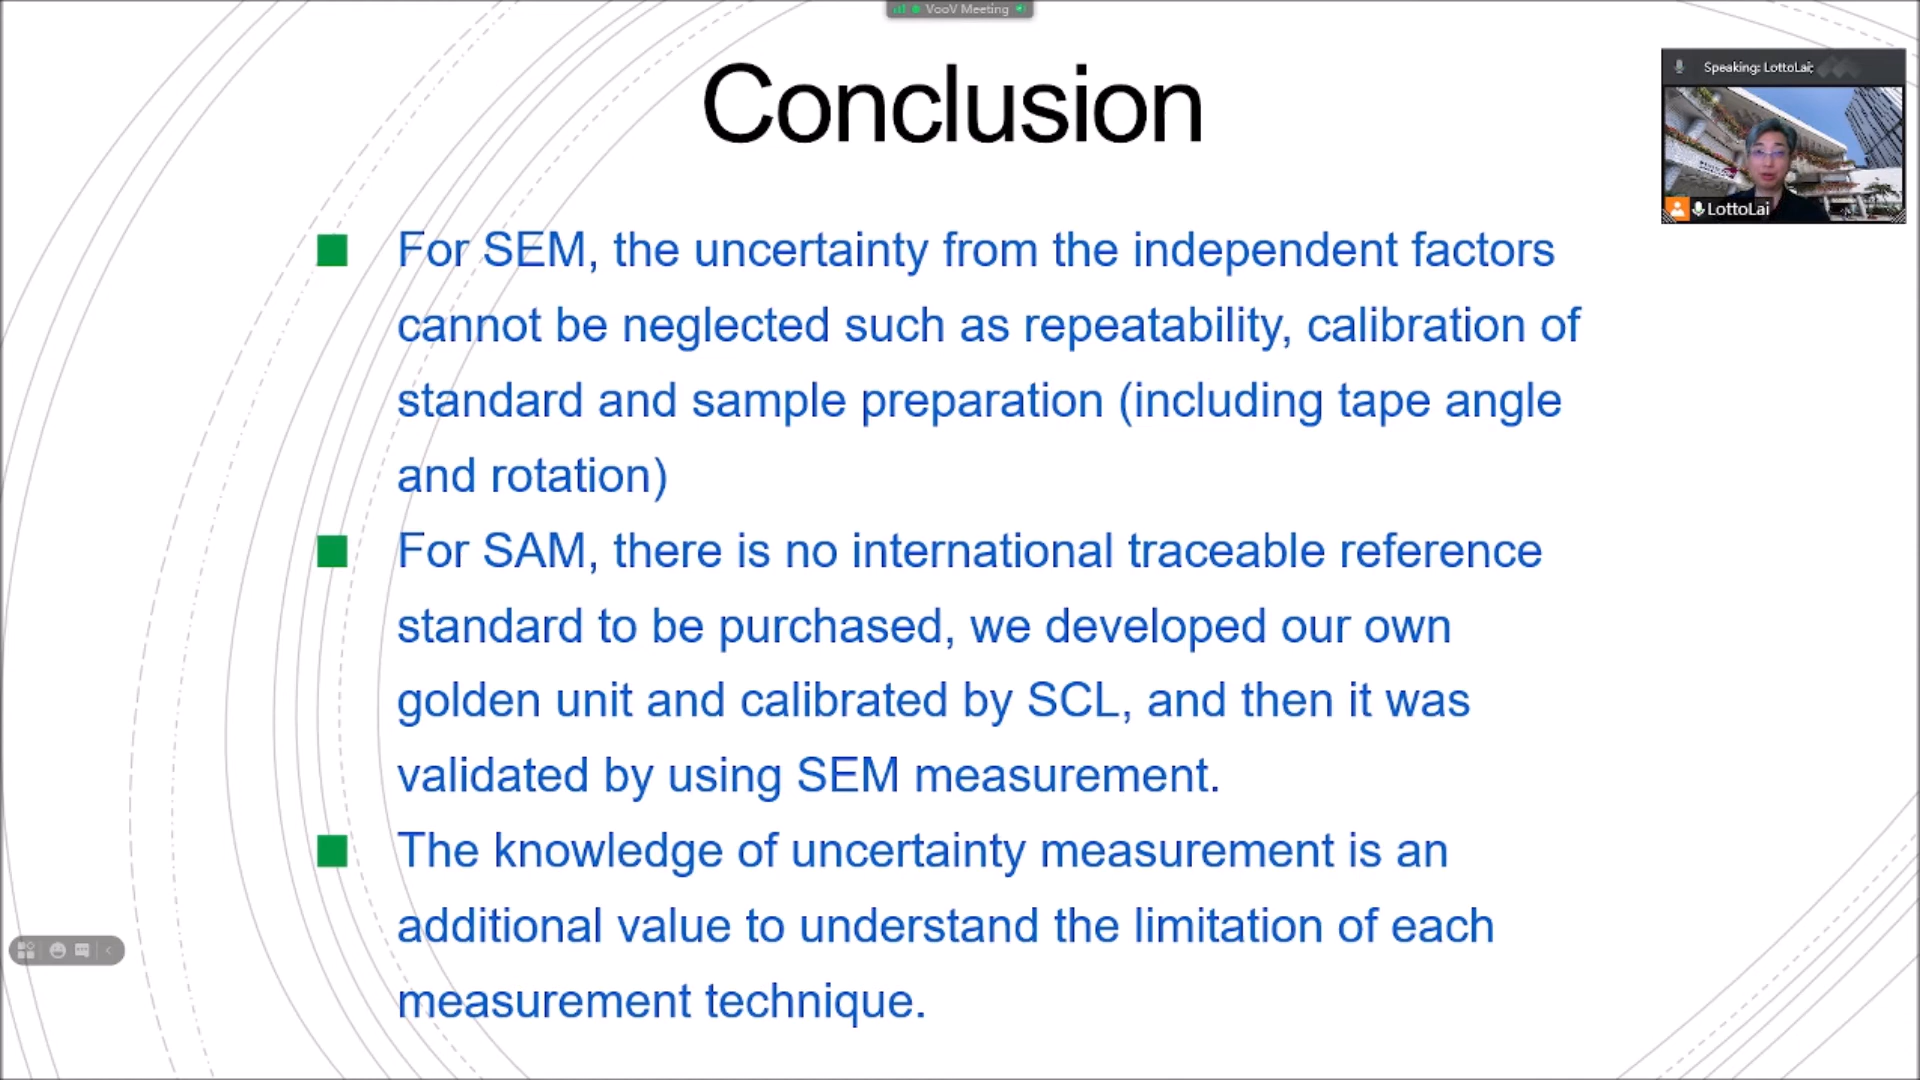 VooV Meeting
Conclusion
Speaking: LottoLai;
LottoLai
For SEM, the uncertainty from the independent factors
cannot be neglected such as repeatability, calibration of
standard and sample preparation (including tape angle
and rotation)
For SAM, there is no international traceable reference
standard to be purchased, we developed our own
golden unit and calibrated by SCL, and then it was
validated by using SEM measurement.
The knowledge of uncertainty measurement is an
additional value to understand the limitation of each
measurement technique.